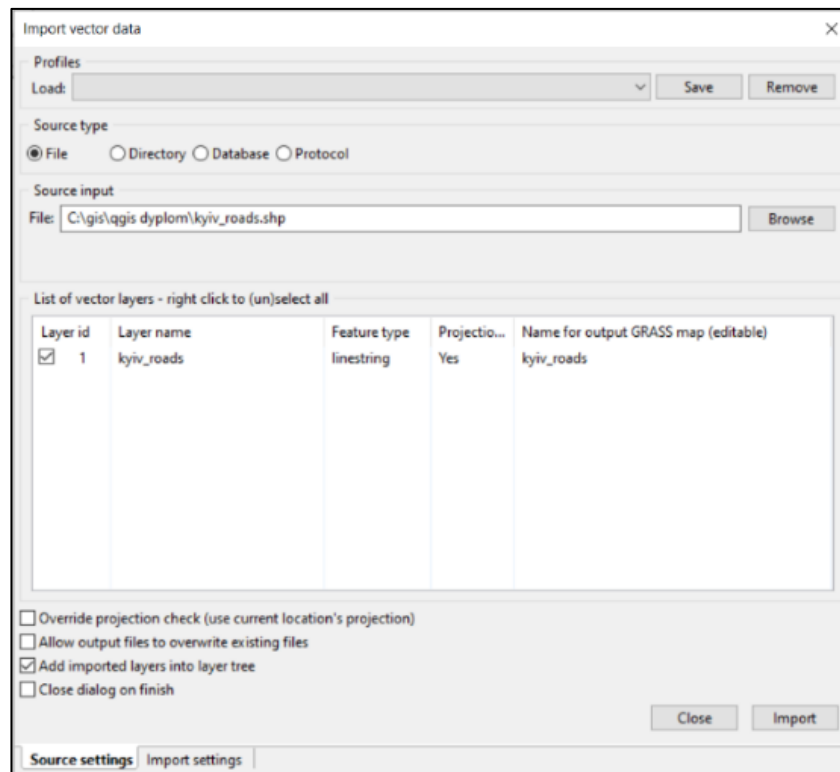 Import vector data
Profiles
Load: Save Remove
Source type
File Directory Database Protocol
Source input
File: C:\gis\qgis dyplom\kyiv_roads.shp Browse
List of vector layers - right click to (un)select all
Layer id Layer name Feature type Projectio... Name for output GRASS map (editable)
1 kyiv_roads linestring Yes kyiv_roads
Override projection check (use current location's projection)
Allow output files to overwrite existing files
Add imported layers into layer tree
Close dialog on finish
Close Import
Source settings Import settings